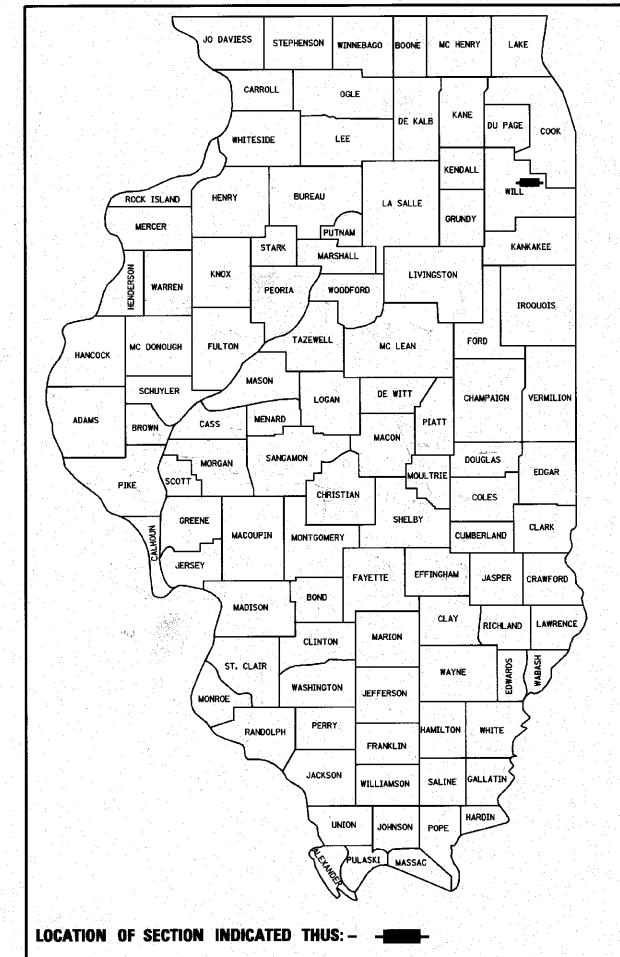 JO DAVIESS
STEPHENSON
WINNEBAGO
BOONE
MC HENRY
LAKE
CARROLL
OGLE
DE KALB
KANE
DU PAGE
COOK
WHITESIDE
LEE
KENDALL
WILL
ROCK ISLAND
HENRY
BUREAU
LA SALLE
GRUNDY
MERCER
PUTNAM
KANKAKEE
STARK
MARSHALL
HENDERSON
WARREN
KNOX
PEORIA
WOODFORD
LIVINGSTON
IROQUOIS
HANCOCK
MC DONOUGH
FULTON
TAZEWELL
MC LEAN
FORD
SCHUYLER
MASON
LOGAN
DE WITT
CHAMPAIGN
VERMILION
ADAMS
BROWN
CASS
MENARD
PIATT
MACON
PIKE
SCOTT
MORGAN
SANGAMON
MOULTRIE
DOUGLAS
EDGAR
CHRISTIAN
COLES
CALHOUN
GREENE
MACOUPIN
MONTGOMERY
SHELBY
CUMBERLAND
CLARK
JERSEY
FAYETTE
EFFINGHAM
JASPER
CRAWFORD
MADISON
BOND
CLAY
RICHLAND
LAWRENCE
CLINTON
MARION
ST. CLAIR
WAYNE
EDWARDS
WABASH
MONROE
WASHINGTON
JEFFERSON
RANDOLPH
PERRY
HAMILTON
WHITE
FRANKLIN
JACKSON
WILLIAMSON
SALINE
GALLATIN
UNION
JOHNSON
POPE
HARDIN
ALEXANDER
PULASKI
MASSAC
LOCATION OF SECTION INDICATED THUS: -